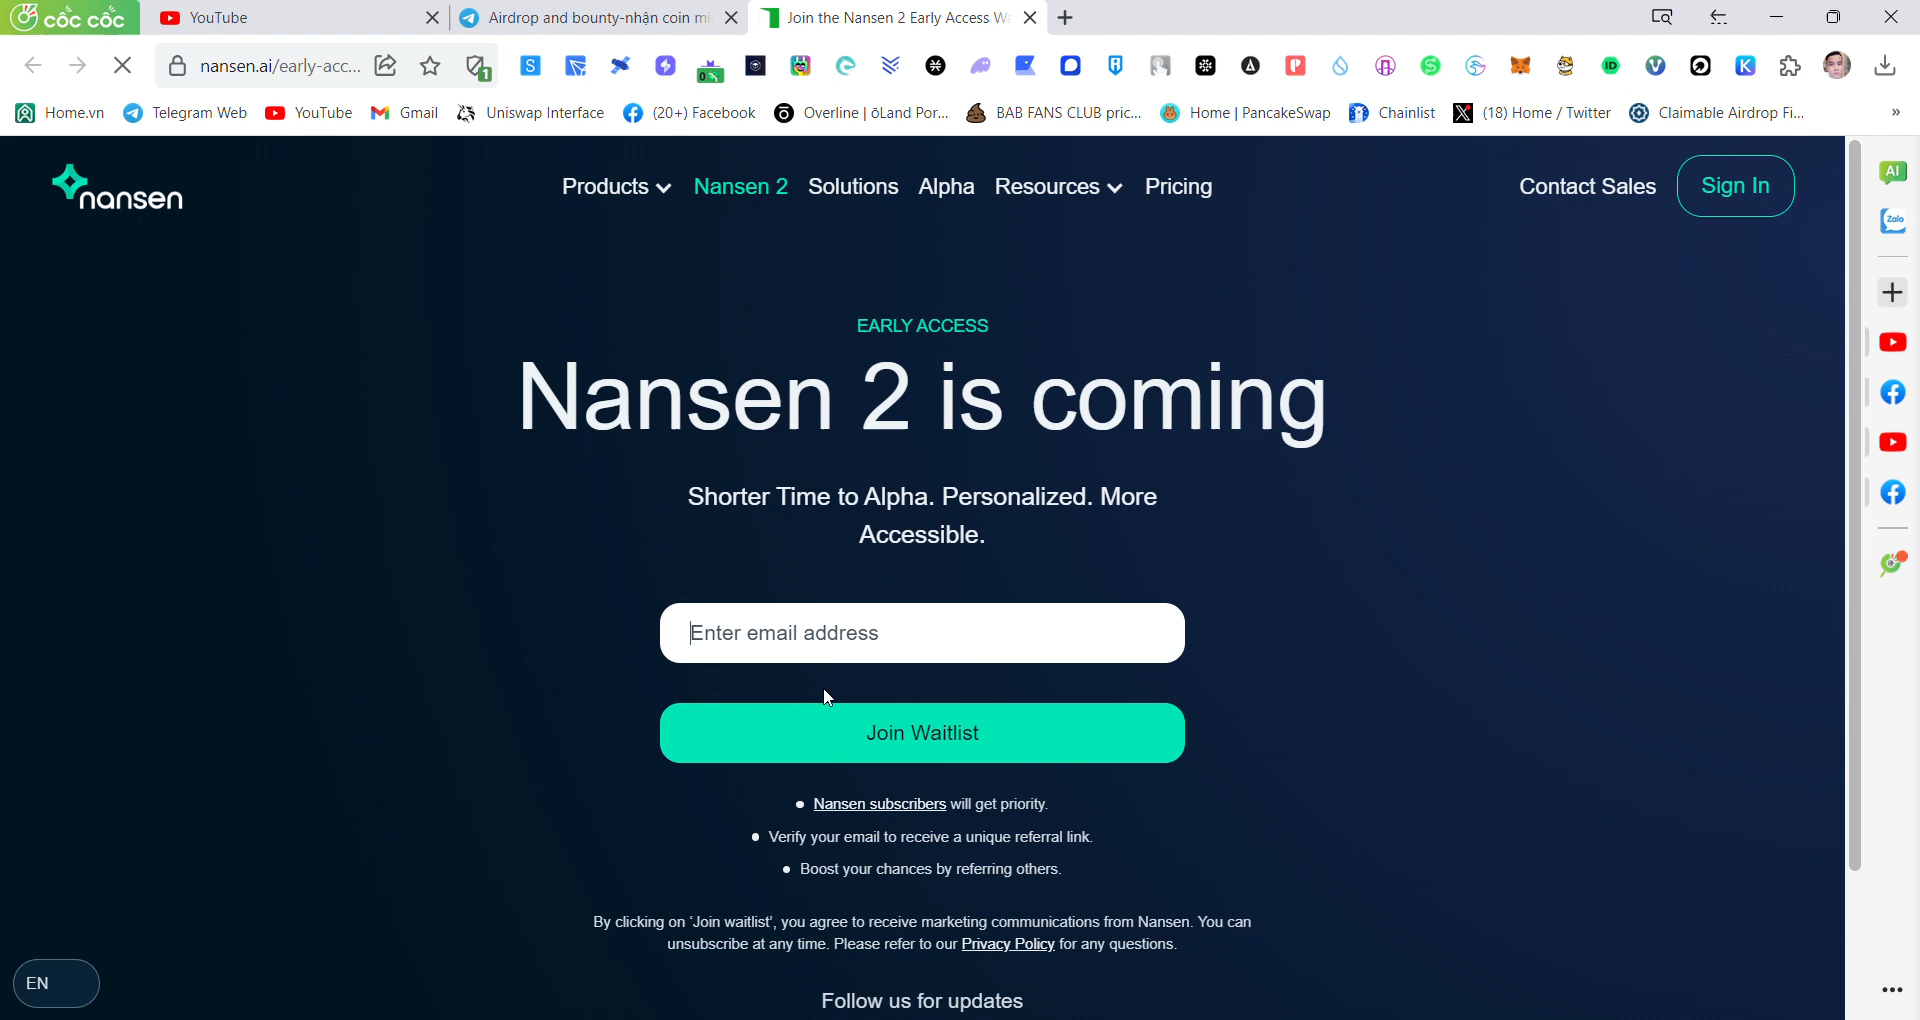 cốc cốc
YouTube
Airdrop and bounty-nhận coin mi
Join the Nansen 2 Early Access Wa
nansen.ai/early-acc...
1
0
Home.vn
Telegram Web
YouTube
Gmail
Uniswap Interface
(20+) Facebook
Overline | ōLand Por...
BAB FANS CLUB pric...
Home | PancakeSwap
Chainlist
(18) Home / Twitter
Claimable Airdrop Fi...
»
nansen
Products
Nansen 2
Solutions
Alpha
Resources
Pricing
Contact Sales
Sign In
AI
Zalo
EARLY ACCESS
Nansen 2 is coming
Shorter Time to Alpha. Personalized. More
Accessible.
Enter email address
Join Waitlist
• Nansen subscribers will get priority.
• Verify your email to receive a unique referral link.
• Boost your chances by referring others.
By clicking on 'Join waitlist', you agree to receive marketing communications from Nansen. You can
unsubscribe at any time. Please refer to our Privacy Policy for any questions.
EN
Follow us for updates